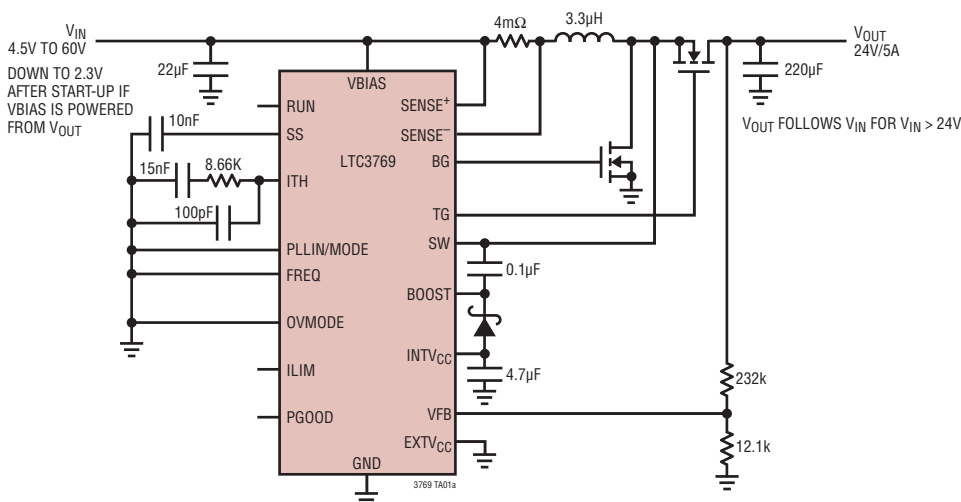 VIN
4.5V TO 60V
DOWN TO 2.3V
AFTER START-UP IF
VBIAS IS POWERED
FROM VOUT
22µF
4mΩ
3.3µH
VOUT
24V/5A
220µF
VOUT FOLLOWS VIN FOR VIN > 24V
VBIAS
RUN
SENSE+
10nF
SS
SENSE–
LTC3769
BG
15nF
8.66K
ITH
100pF
TG
PLLIN/MODE
SW
FREQ
0.1µF
BOOST
OVMODE
INTVCC
ILIM
4.7µF
232k
PGOOD
VFB
EXTVCC
12.1k
GND
3769 TA01a